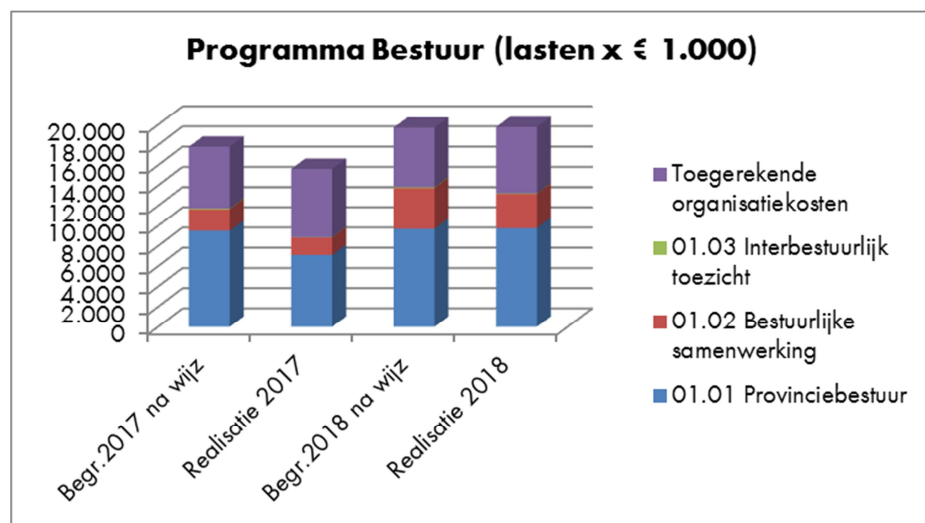 Programma Bestuur (lasten x € 1.000)
20.000
18.000
16.000
14.000
12.000
10.000
8.000
6.000
4.000
2.000
0
Begr.2017 na wijz
Realisatie 2017
Begr.2018 na wijz
Realisatie 2018
Toegerekende
organisatiekosten
01.03 Interbestuurlijk
toezicht
01.02 Bestuurlijke
samenwerking
01.01 Provinciebestuur